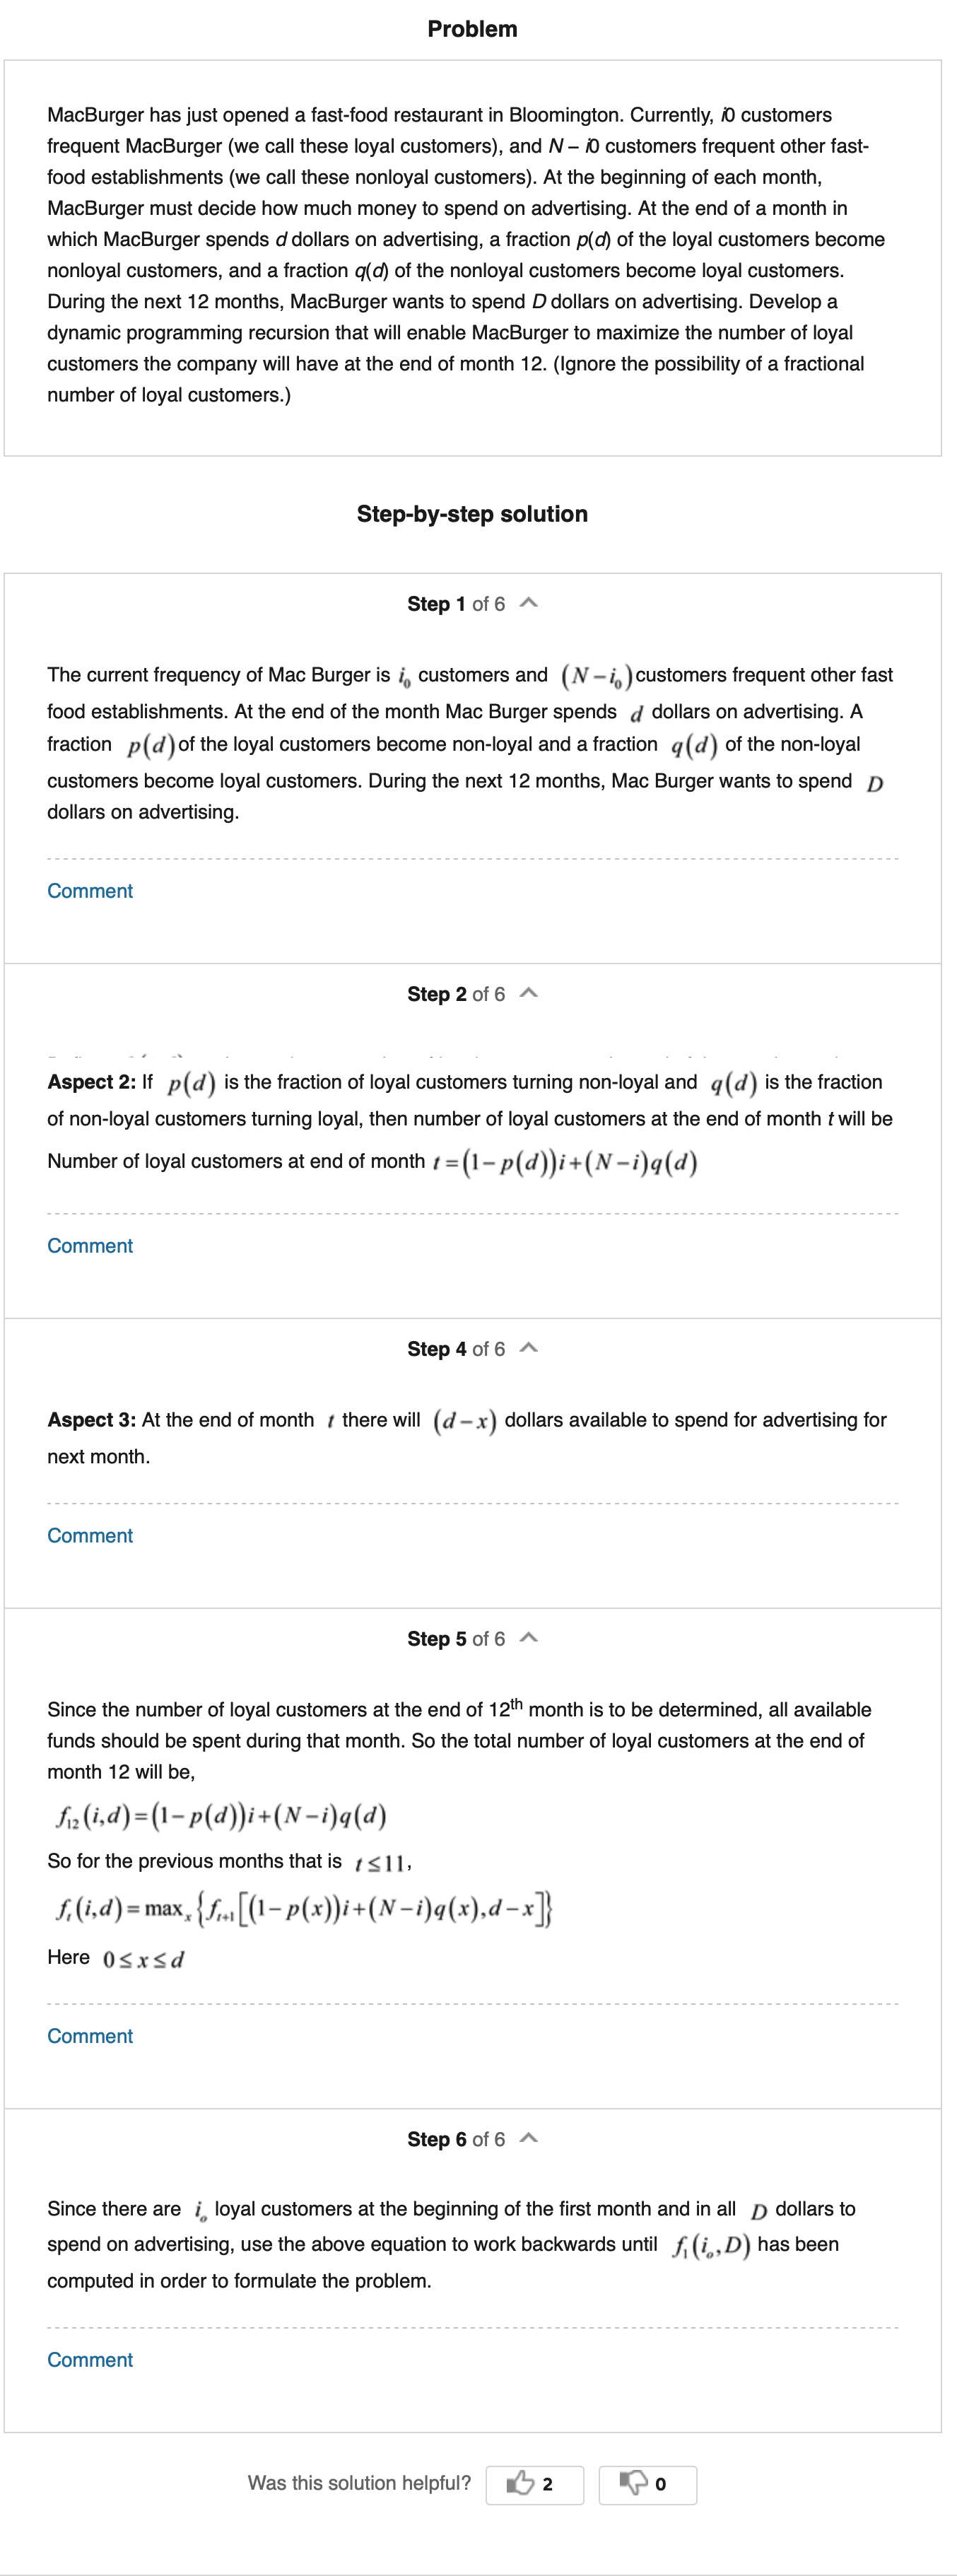 Problem
MacBurger has just opened a fast-food restaurant in Bloomington. Currently, i0 customers
frequent MacBurger (we call these loyal customers), and N – i0 customers frequent other fast-
food establishments (we call these nonloyal customers). At the beginning of each month,
MacBurger must decide how much money to spend on advertising. At the end of a month in
which MacBurger spends d dollars on advertising, a fraction p(d) of the loyal customers become
nonloyal customers, and a fraction q(d) of the nonloyal customers become loyal customers.
During the next 12 months, MacBurger wants to spend D dollars on advertising. Develop a
dynamic programming recursion that will enable MacBurger to maximize the number of loyal
customers the company will have at the end of month 12. (Ignore the possibility of a fractional
number of loyal customers.)
Step-by-step solution
Step 1 of 6
The current frequency of Mac Burger is i₀ customers and (N – i₀) customers frequent other fast
food establishments. At the end of the month Mac Burger spends d dollars on advertising. A
fraction p(d) of the loyal customers become non-loyal and a fraction q(d) of the non-loyal
customers become loyal customers. During the next 12 months, Mac Burger wants to spend D
dollars on advertising.
Comment
Step 2 of 6
Aspect 2: If p(d) is the fraction of loyal customers turning non-loyal and q(d) is the fraction
of non-loyal customers turning loyal, then number of loyal customers at the end of month t will be
Number of loyal customers at end of month t = (1 – p(d))i + (N – i)q(d)
Comment
Step 4 of 6
Aspect 3: At the end of month t there will (d – x) dollars available to spend for advertising for
next month.
Comment
Step 5 of 6
Since the number of loyal customers at the end of 12th month is to be determined, all available
funds should be spent during that month. So the total number of loyal customers at the end of
month 12 will be,
f₁₂(i,d) = (1 – p(d))i + (N – i)q(d)
So for the previous months that is t ≤ 11,
fₜ(i,d) = maxₓ {fₜ₊₁[(1 – p(x))i + (N – i)q(x), d – x]}
Here 0 ≤ x ≤ d
Comment
Step 6 of 6
Since there are iₒ loyal customers at the beginning of the first month and in all D dollars to
spend on advertising, use the above equation to work backwards until f₁(iₒ,D) has been
computed in order to formulate the problem.
Comment
Was this solution helpful? 2 0